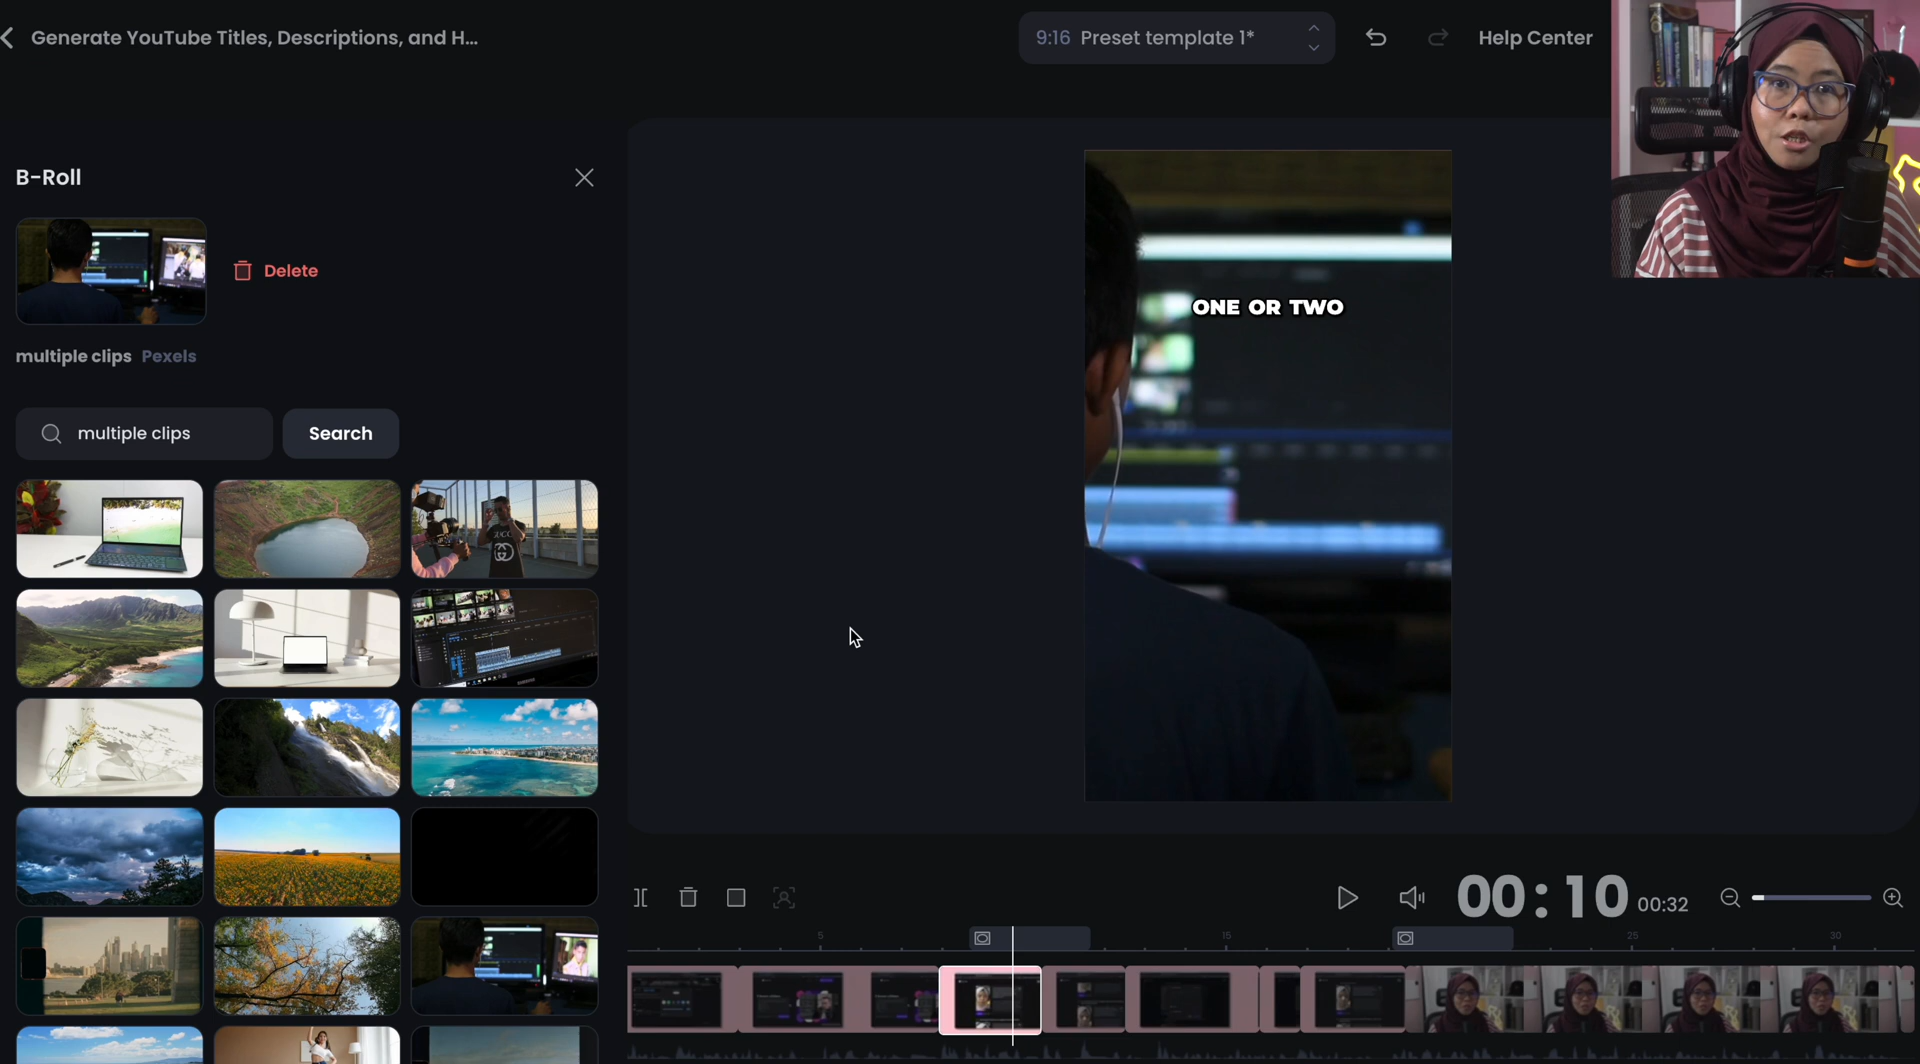 Generate YouTube Titles, Descriptions, and H...
9:16 Preset template 1*
Help Center
B-Roll
Delete
multiple clips Pexels
multiple clips
Search
ONE OR TWO
GUCCI
00:10 00:32
5
15
25
30